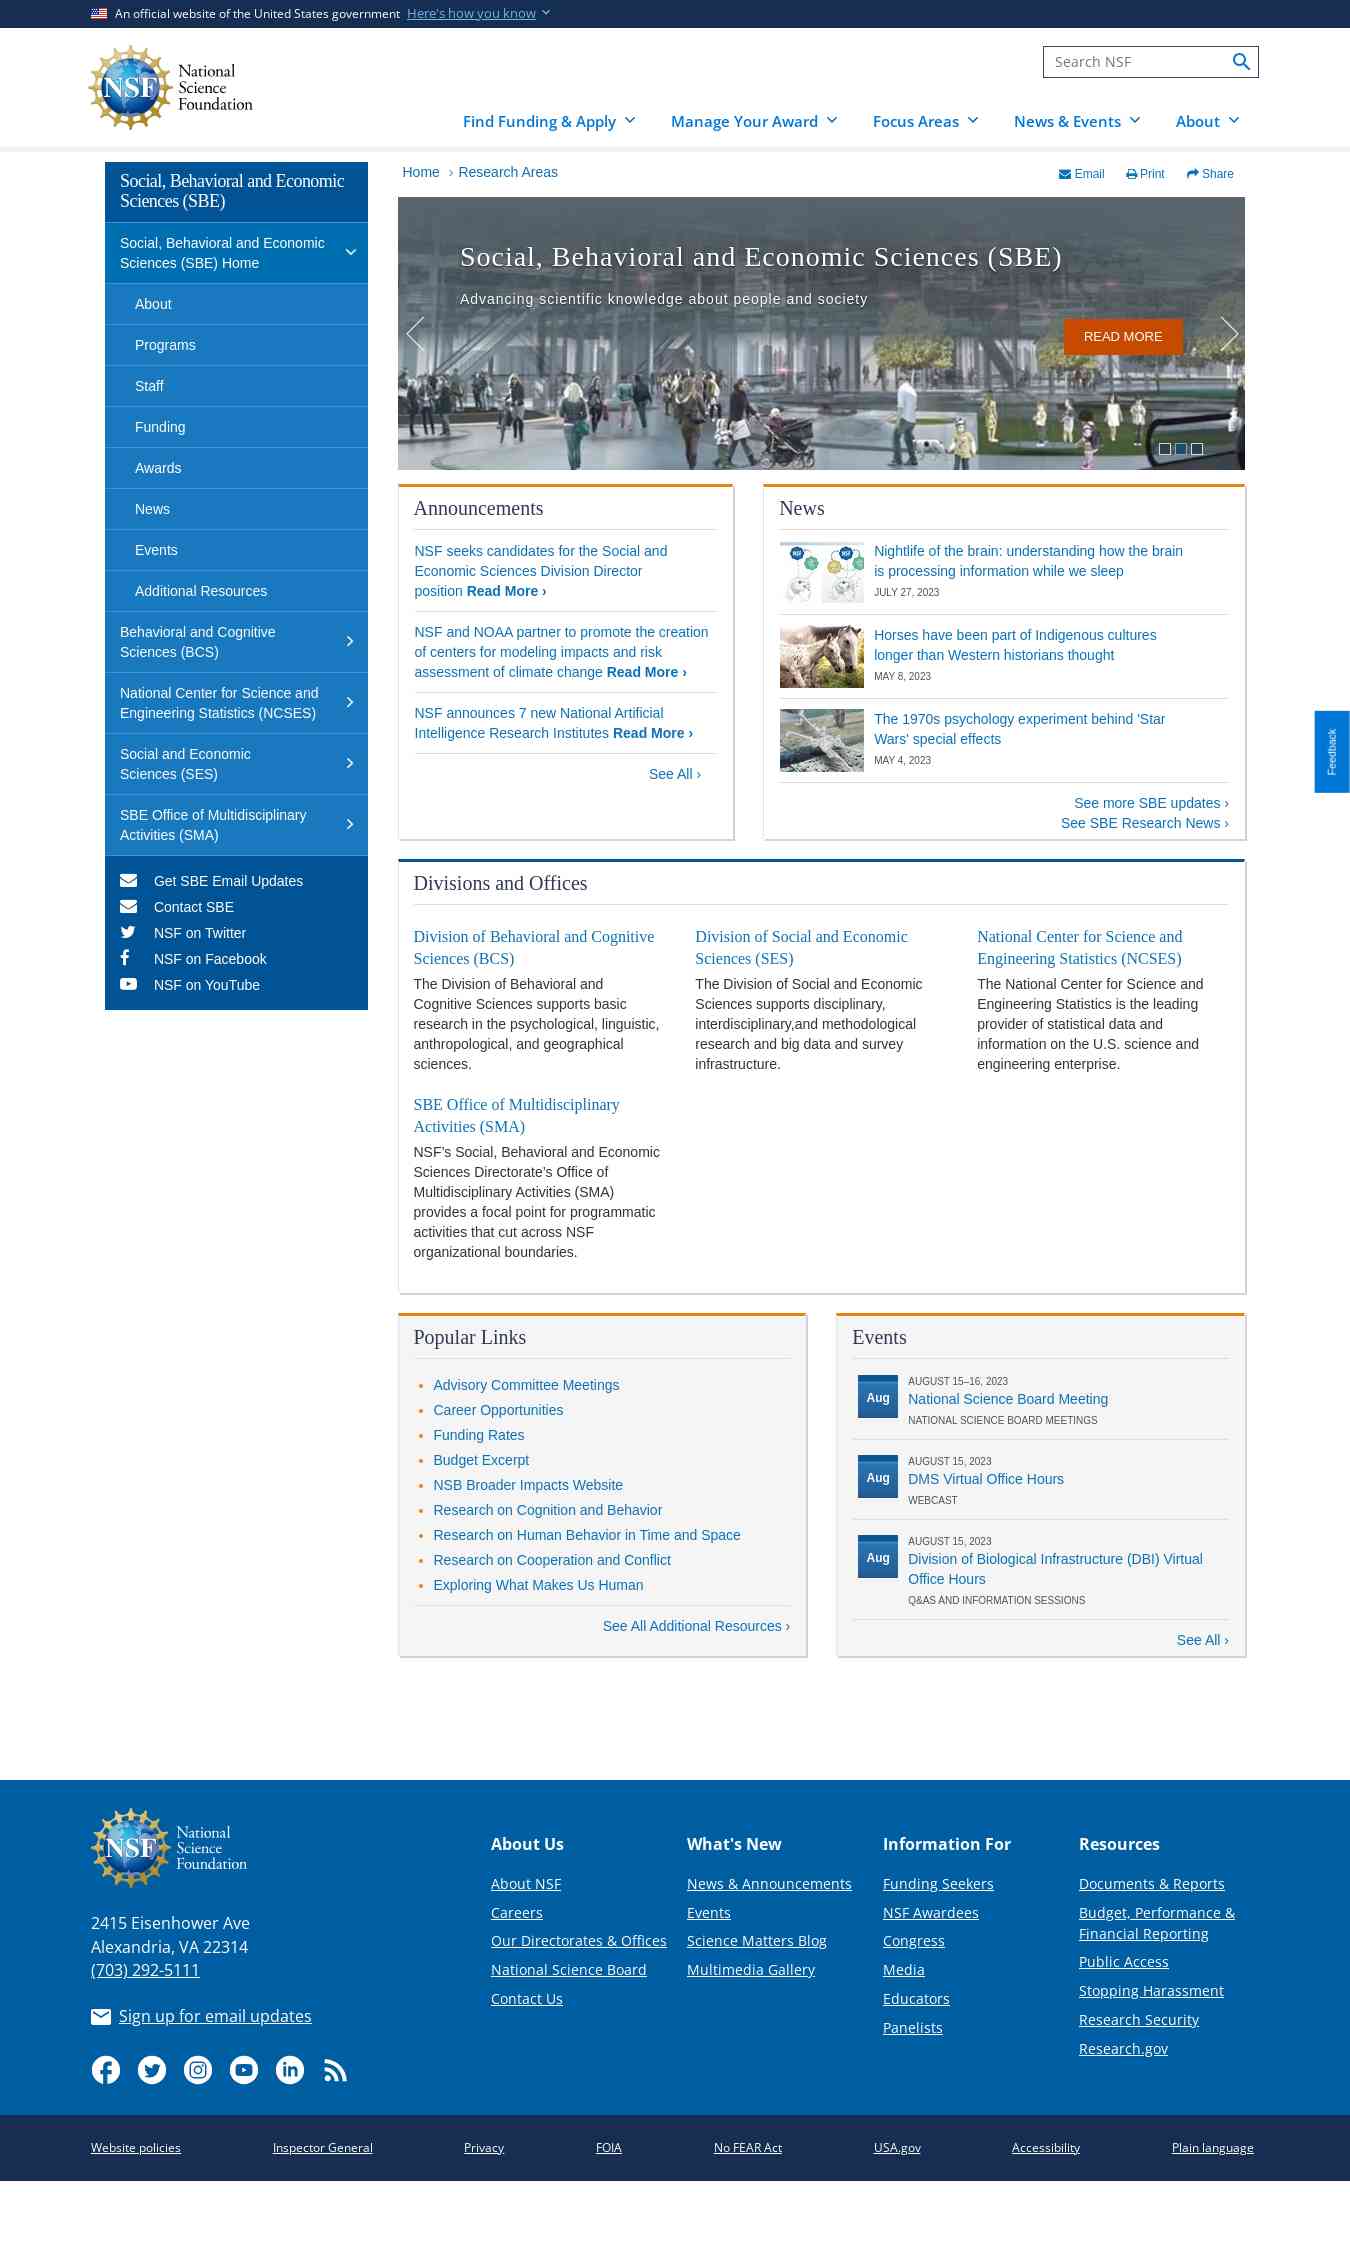 An official website of the United States government Here's how you know
NSF
National
Science
Foundation
Search NSF
Find Funding & Apply Manage Your Award Focus Areas News & Events About
Social, Behavioral and Economic
Sciences (SBE)
Social, Behavioral and Economic
Sciences (SBE) Home
About
Programs
Staff
Funding
Awards
News
Events
Additional Resources
Behavioral and Cognitive
Sciences (BCS)
National Center for Science and
Engineering Statistics (NCSES)
Social and Economic
Sciences (SES)
SBE Office of Multidisciplinary
Activities (SMA)
Get SBE Email Updates
Contact SBE
NSF on Twitter
NSF on Facebook
NSF on YouTube
Home › Research Areas
Email Print Share
Social, Behavioral and Economic Sciences (SBE)
Advancing scientific knowledge about people and society
READ MORE
Announcements
NSF seeks candidates for the Social and
Economic Sciences Division Director
position Read More ›
NSF and NOAA partner to promote the creation
of centers for modeling impacts and risk
assessment of climate change Read More ›
NSF announces 7 new National Artificial
Intelligence Research Institutes Read More ›
See All ›
News
Nightlife of the brain: understanding how the brain
is processing information while we sleep
JULY 27, 2023
Horses have been part of Indigenous cultures
longer than Western historians thought
MAY 8, 2023
The 1970s psychology experiment behind 'Star
Wars' special effects
MAY 4, 2023
See more SBE updates ›
See SBE Research News ›
Feedback
Divisions and Offices
Division of Behavioral and Cognitive
Sciences (BCS)
The Division of Behavioral and
Cognitive Sciences supports basic
research in the psychological, linguistic,
anthropological, and geographical
sciences.
Division of Social and Economic
Sciences (SES)
The Division of Social and Economic
Sciences supports disciplinary,
interdisciplinary,and methodological
research and big data and survey
infrastructure.
National Center for Science and
Engineering Statistics (NCSES)
The National Center for Science and
Engineering Statistics is the leading
provider of statistical data and
information on the U.S. science and
engineering enterprise.
SBE Office of Multidisciplinary
Activities (SMA)
NSF's Social, Behavioral and Economic
Sciences Directorate's Office of
Multidisciplinary Activities (SMA)
provides a focal point for programmatic
activities that cut across NSF
organizational boundaries.
Popular Links
Advisory Committee Meetings
Career Opportunities
Funding Rates
Budget Excerpt
NSB Broader Impacts Website
Research on Cognition and Behavior
Research on Human Behavior in Time and Space
Research on Cooperation and Conflict
Exploring What Makes Us Human
See All Additional Resources ›
Events
Aug
AUGUST 15–16, 2023
National Science Board Meeting
NATIONAL SCIENCE BOARD MEETINGS
Aug
AUGUST 15, 2023
DMS Virtual Office Hours
WEBCAST
Aug
AUGUST 15, 2023
Division of Biological Infrastructure (DBI) Virtual
Office Hours
Q&AS AND INFORMATION SESSIONS
See All ›
NSF
National
Science
Foundation
2415 Eisenhower Ave
Alexandria, VA 22314
(703) 292-5111
Sign up for email updates
About Us
About NSF
Careers
Our Directorates & Offices
National Science Board
Contact Us
What's New
News & Announcements
Events
Science Matters Blog
Multimedia Gallery
Information For
Funding Seekers
NSF Awardees
Congress
Media
Educators
Panelists
Resources
Documents & Reports
Budget, Performance &
Financial Reporting
Public Access
Stopping Harassment
Research Security
Research.gov
Website policies Inspector General Privacy FOIA No FEAR Act USA.gov Accessibility Plain language